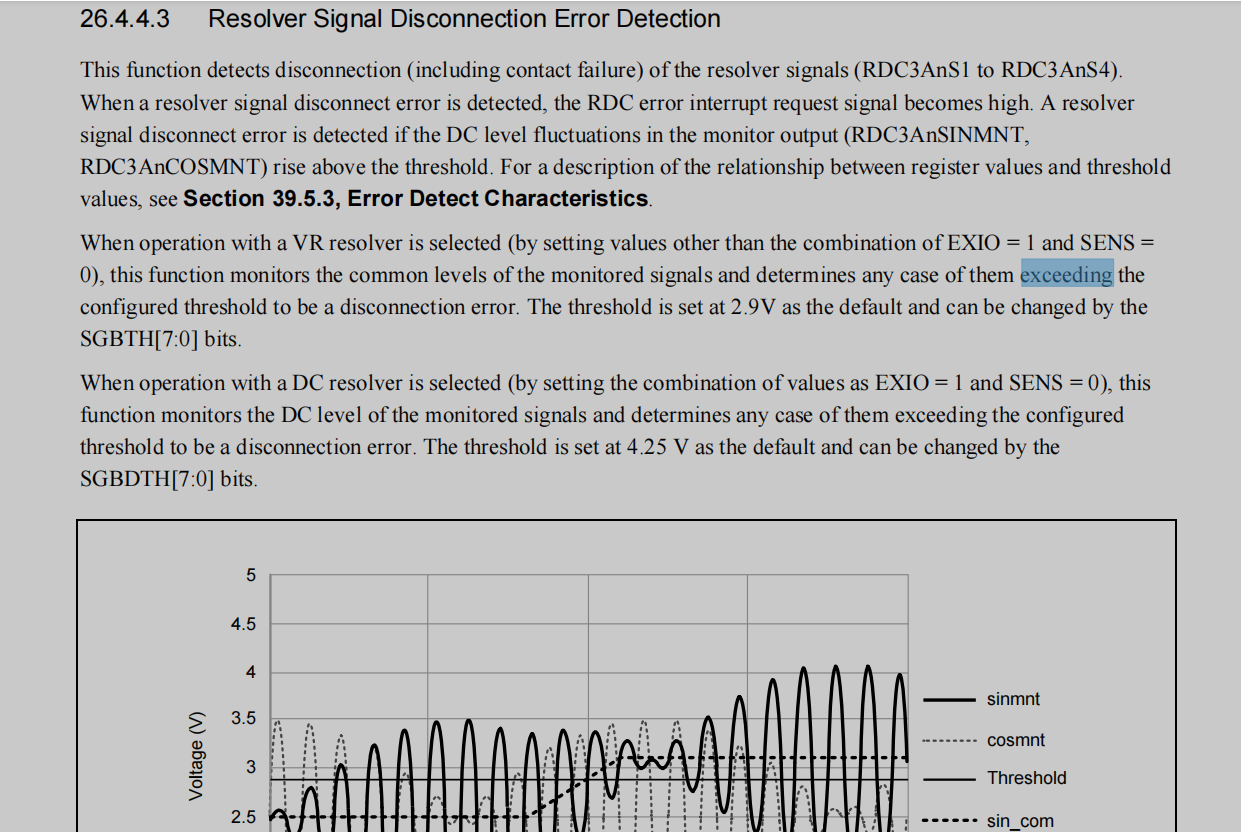 26.4.4.3 Resolver Signal Disconnection Error Detection
This function detects disconnection (including contact failure) of the resolver signals (RDC3AnS1 to RDC3AnS4).
When a resolver signal disconnect error is detected, the RDC error interrupt request signal becomes high. A resolver
signal disconnect error is detected if the DC level fluctuations in the monitor output (RDC3AnSINMNT,
RDC3AnCOSMNT) rise above the threshold. For a description of the relationship between register values and threshold
values, see Section 39.5.3, Error Detect Characteristics.
When operation with a VR resolver is selected (by setting values other than the combination of EXIO = 1 and SENS =
0), this function monitors the common levels of the monitored signals and determines any case of them exceeding the
configured threshold to be a disconnection error. The threshold is set at 2.9V as the default and can be changed by the
SGBTH[7:0] bits.
When operation with a DC resolver is selected (by setting the combination of values as EXIO = 1 and SENS = 0), this
function monitors the DC level of the monitored signals and determines any case of them exceeding the configured
threshold to be a disconnection error. The threshold is set at 4.25 V as the default and can be changed by the
SGBDTH[7:0] bits.
5
4.5
4
3.5
3
2.5
Voltage (V)
sinmnt
cosmnt
Threshold
sin_com